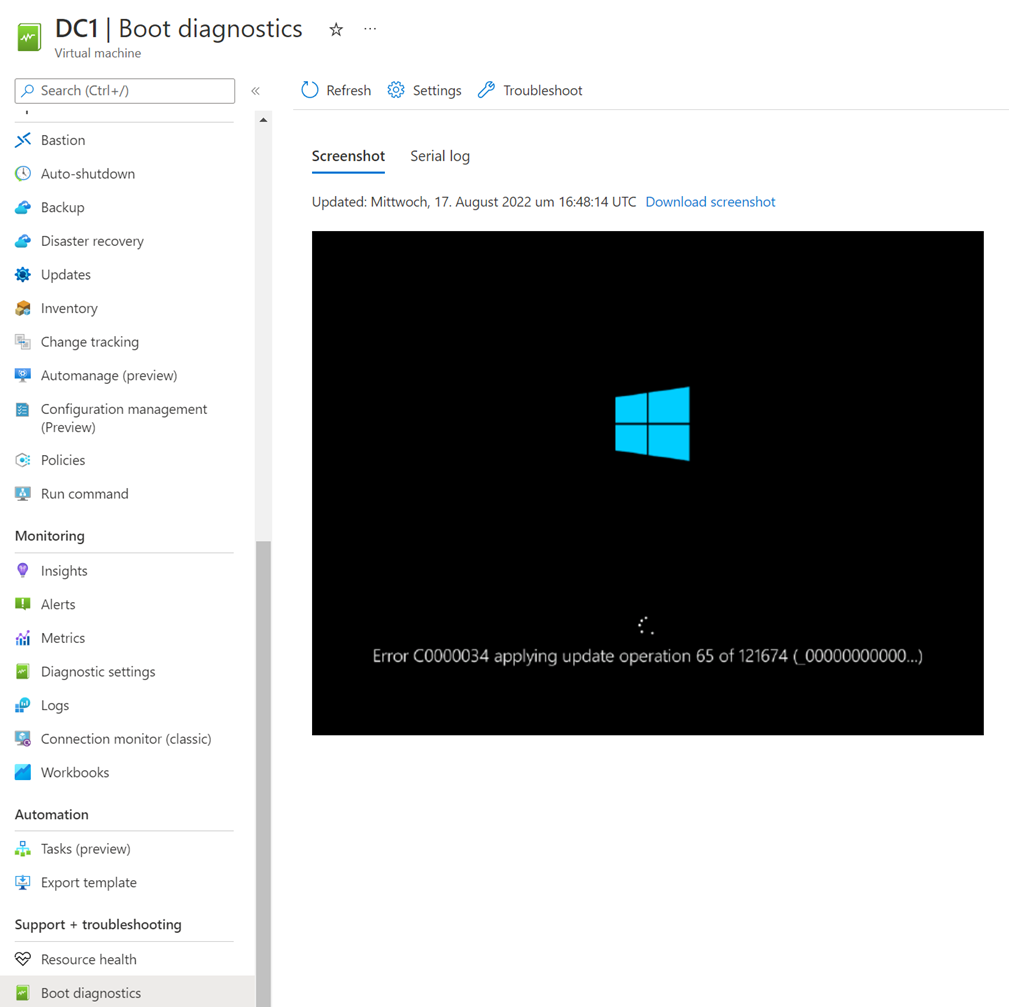 DC1 | Boot diagnostics
Virtual machine
Search (Ctrl+/)
«
Refresh
Settings
Troubleshoot
Bastion
Auto-shutdown
Backup
Disaster recovery
Updates
Inventory
Change tracking
Automanage (preview)
Configuration management
(Preview)
Policies
Run command
Monitoring
Insights
Alerts
Metrics
Diagnostic settings
Logs
Connection monitor (classic)
Workbooks
Automation
Tasks (preview)
Export template
Support + troubleshooting
Resource health
Boot diagnostics
Screenshot
Serial log
Updated: Mittwoch, 17. August 2022 um 16:48:14 UTC Download screenshot
Error C0000034 applying update operation 65 of 121674 (_00000000000...)